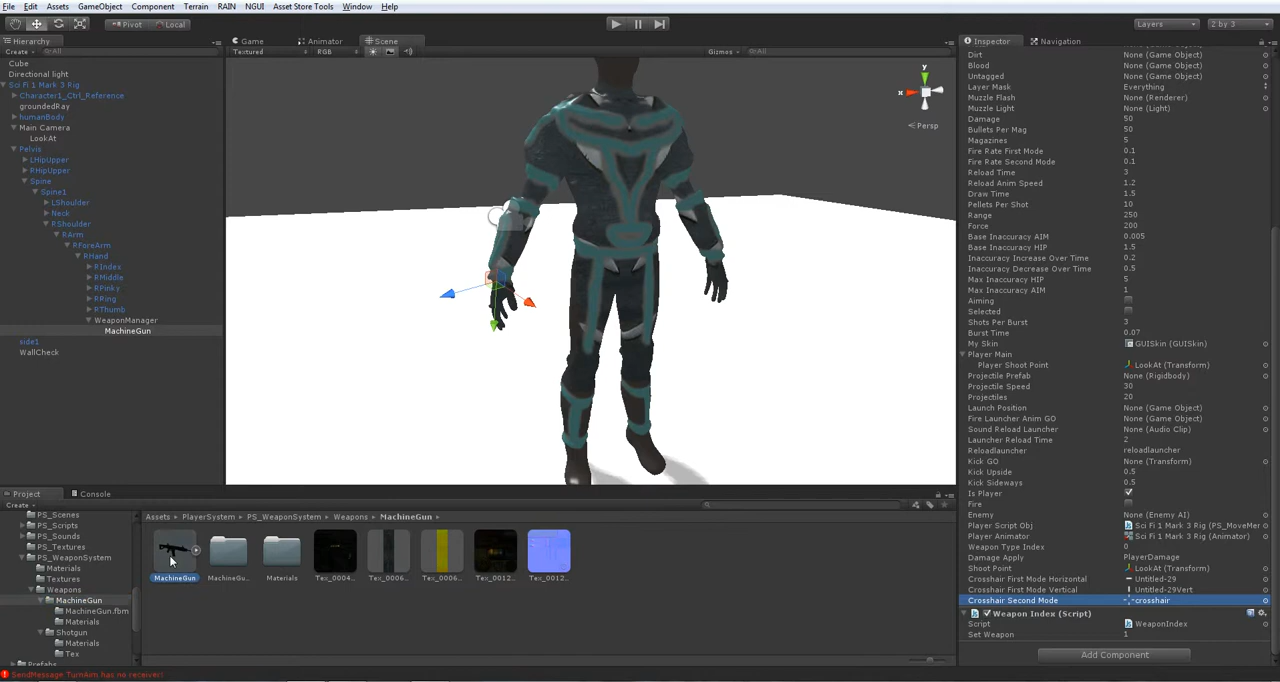 File Edit Assets GameObject Component Terrain RAIN NGUI Asset Store Tools Window Help
Pivot Local Layers 2 by 3
Hierarchy
Create All
Cube
Directional light
Sci Fi 1 Mark 3 Rig
Character1_Ctrl_Reference
groundedRay
humanBody
Main Camera
LookAt
Pelvis
LHipUpper
RHipUpper
Spine
Spine1
LShoulder
Neck
RShoulder
RArm
RForeArm
RHand
RIndex
RMiddle
RPinky
RRing
RThumb
WeaponManager
MachineGun
side1
WallCheck
Game Animator Scene
Textured RGB Gizmos All
y
x
Persp
Inspector Navigation
Dirt None (Game Object)
Blood None (Game Object)
Untagged None (Game Object)
Layer Mask Everything
Muzzle Flash None (Renderer)
Muzzle Light None (Light)
Damage 50
Bullets Per Mag 50
Magazines 5
Fire Rate First Mode 0.1
Fire Rate Second Mode 0.1
Reload Time 3
Reload Anim Speed 1.2
Draw Time 1.5
Pellets Per Shot 10
Range 250
Force 200
Base Inaccuracy AIM 0.005
Base Inaccuracy HIP 1.5
Inaccuracy Increase Over Time 0.2
Inaccuracy Decrease Over Time 0.5
Max Inaccuracy HIP 5
Max Inaccuracy AIM 1
Aiming
Selected
Shots Per Burst 3
Burst Time 0.07
My Skin GUISkin (GUISkin)
Player Main
Player Shoot Point LookAt (Transform)
Projectile Prefab None (Rigidbody)
Projectile Speed 30
Projectiles 20
Launch Position None (Game Object)
Fire Launcher Anim GO None (Game Object)
Sound Reload Launcher None (Audio Clip)
Launcher Reload Time 2
Reloadlauncher reloadlauncher
Kick GO None (Transform)
Kick Upside 0.5
Kick Sideways 0.5
Is Player
Fire
Enemy None (Enemy AI)
Player Script Obj Sci Fi 1 Mark 3 Rig (PS_MoveMer
Player Animator Sci Fi 1 Mark 3 Rig (Animator)
Weapon Type Index 0
Damage Apply PlayerDamage
Shoot Point LookAt (Transform)
Crosshair First Mode Horizontal Untitled-29
Crosshair First Mode Vertical Untitled-29Vert
Crosshair Second Mode crosshair
Weapon Index (Script)
Script WeaponIndex
Set Weapon 1
Add Component
Project Console
Create
PS_Scenes
PS_Scripts
PS_Sounds
PS_Textures
PS_WeaponSystem
Materials
Textures
Weapons
MachineGun
MachineGun.fbm
Materials
Shotgun
Materials
Tex
Prefabs
Assets PlayerSystem PS_WeaponSystem Weapons MachineGun
MachineGun MachineGu... Materials Tex_0004... Tex_0006... Tex_0006... Tex_0012... Tex_0012...
SendMessage TurnAim has no receiver!